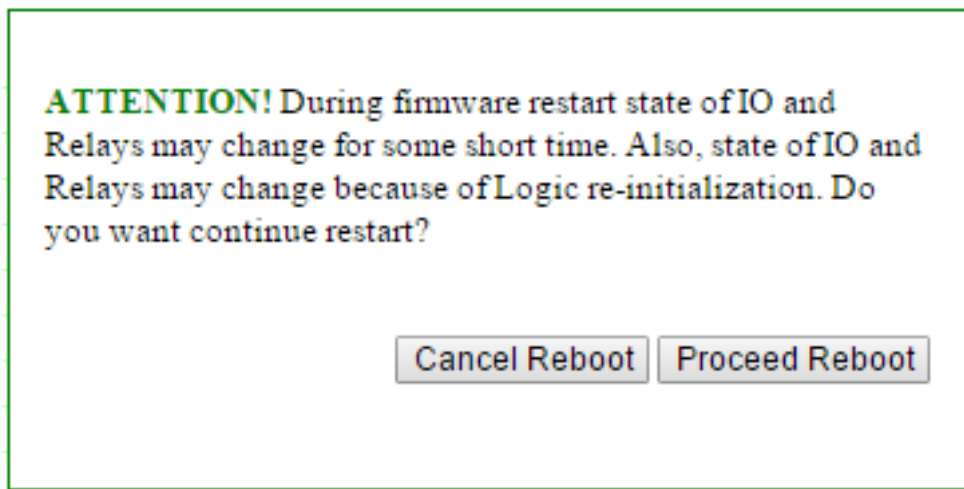 ATTENTION! During firmware restart state of IO and
Relays may change for some short time. Also, state of IO and
Relays may change because of Logic re-initialization. Do
you want continue restart?
Cancel Reboot Proceed Reboot